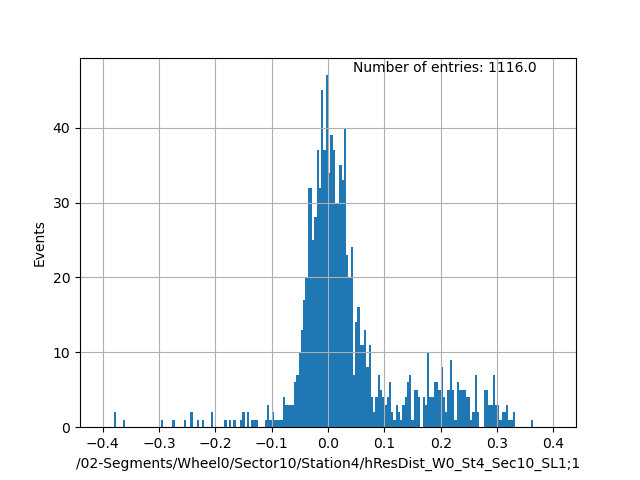 Number of entries: 1116.0
40
30
20
10
0
Events
−0.4 −0.3 −0.2 −0.1 0.0 0.1 0.2 0.3 0.4
/02-Segments/Wheel0/Sector10/Station4/hResDist_W0_St4_Sec10_SL1;1